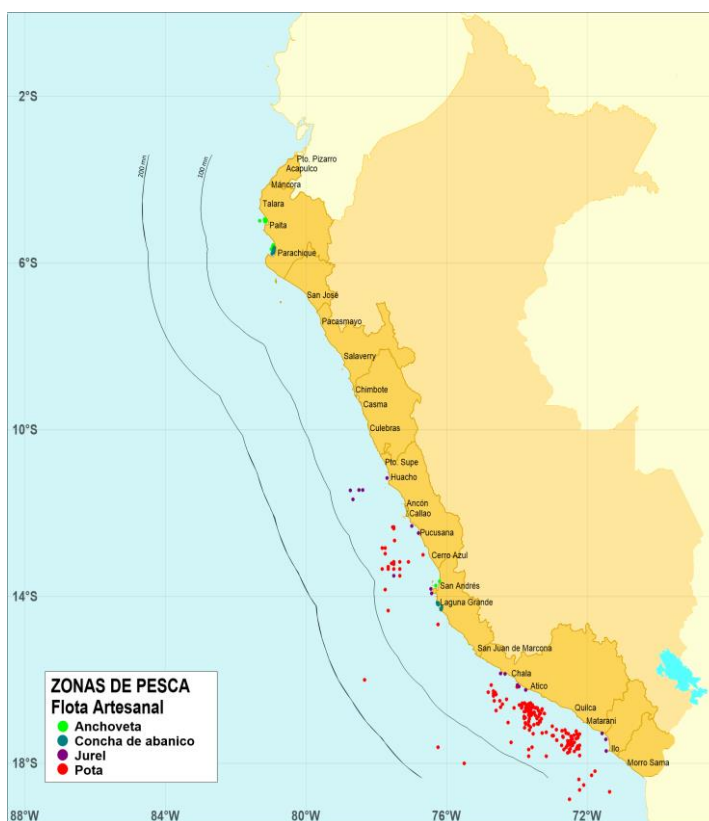 2°S
200 mn
100 mn
Pto. Pizarro
Acapulco
Máncora
Talara
Paita
Parachique
6°S
San José
Pacasmayo
Salaverry
Chimbote
Casma
Culebras
10°S
Pto. Supe
Huacho
Ancón
Callao
Pucusana
Cerro Azul
San Andrés
14°S
Laguna Grande
San Juan de Marcona
Chala
Atico
Quilca
Matarani
Ilo
Morro Sama
18°S
ZONAS DE PESCA
Flota Artesanal
Anchoveta
Concha de abanico
Jurel
Pota
88°W 84°W 80°W 76°W 72°W